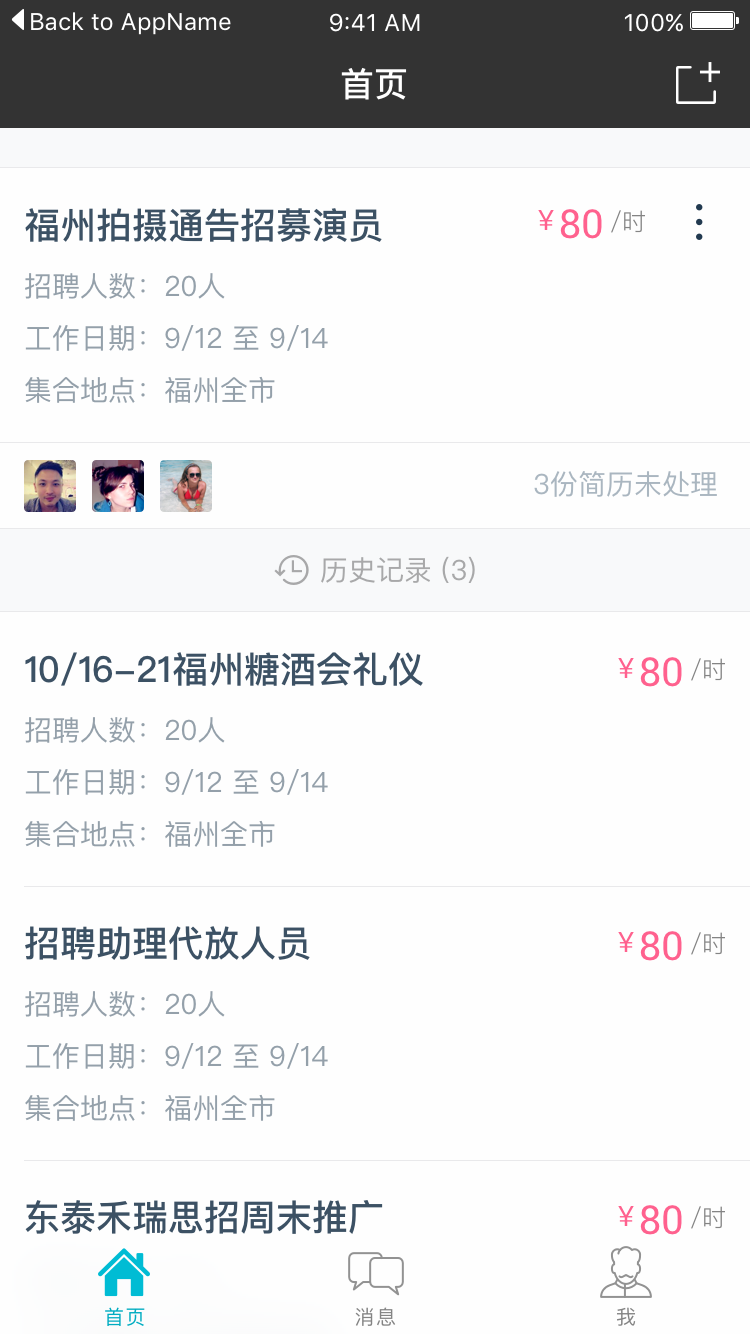 Back to AppName 9:41 AM 100%
首页
福州拍摄通告招募演员 ¥80/时
招聘人数：20人
工作日期：9/12 至 9/14
集合地点：福州全市
3份简历未处理
历史记录 (3)
10/16-21福州糖酒会礼仪 ¥80/时
招聘人数：20人
工作日期：9/12 至 9/14
集合地点：福州全市
招聘助理代放人员 ¥80/时
招聘人数：20人
工作日期：9/12 至 9/14
集合地点：福州全市
东泰禾瑞思招周末推广 ¥80/时
首页 消息 我